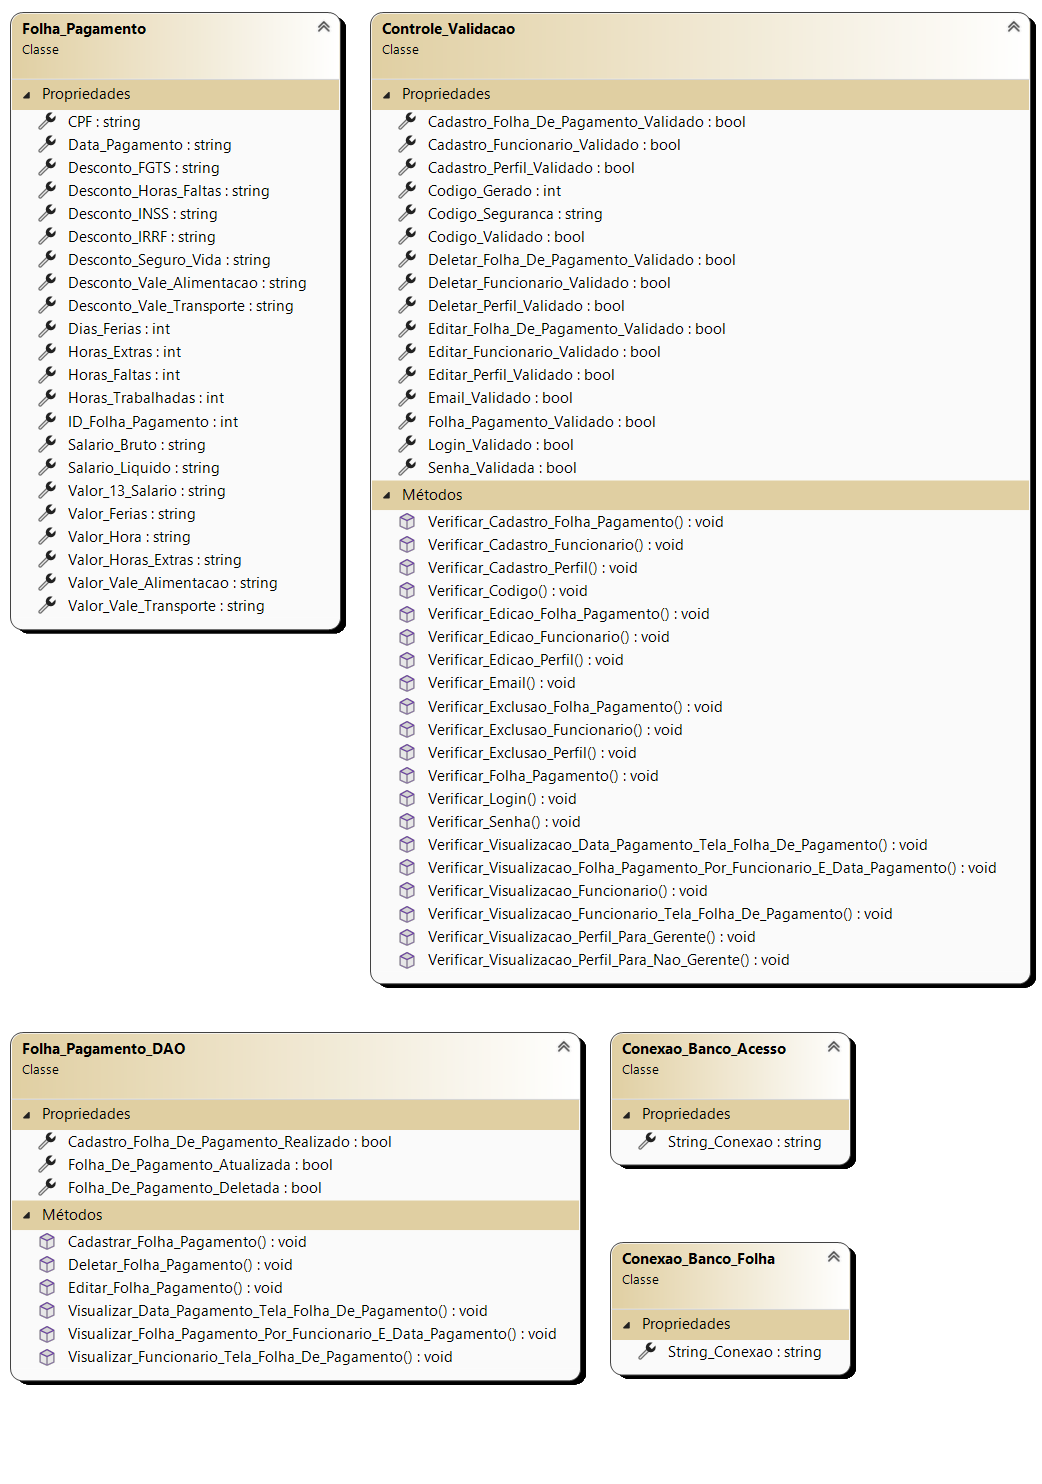 Folha_Pagamento
Classe
Propriedades
CPF : string
Data_Pagamento : string
Desconto_FGTS : string
Desconto_Horas_Faltas : string
Desconto_INSS : string
Desconto_IRRF : string
Desconto_Seguro_Vida : string
Desconto_Vale_Alimentacao : string
Desconto_Vale_Transporte : string
Dias_Ferias : int
Horas_Extras : int
Horas_Faltas : int
Horas_Trabalhadas : int
ID_Folha_Pagamento : int
Salario_Bruto : string
Salario_Liquido : string
Valor_13_Salario : string
Valor_Ferias : string
Valor_Hora : string
Valor_Horas_Extras : string
Valor_Vale_Alimentacao : string
Valor_Vale_Transporte : string
Controle_Validacao
Classe
Propriedades
Cadastro_Folha_De_Pagamento_Validado : bool
Cadastro_Funcionario_Validado : bool
Cadastro_Perfil_Validado : bool
Codigo_Gerado : int
Codigo_Seguranca : string
Codigo_Validado : bool
Deletar_Folha_De_Pagamento_Validado : bool
Deletar_Funcionario_Validado : bool
Deletar_Perfil_Validado : bool
Editar_Folha_De_Pagamento_Validado : bool
Editar_Funcionario_Validado : bool
Editar_Perfil_Validado : bool
Email_Validado : bool
Folha_Pagamento_Validado : bool
Login_Validado : bool
Senha_Validada : bool
Métodos
Verificar_Cadastro_Folha_Pagamento() : void
Verificar_Cadastro_Funcionario() : void
Verificar_Cadastro_Perfil() : void
Verificar_Codigo() : void
Verificar_Edicao_Folha_Pagamento() : void
Verificar_Edicao_Funcionario() : void
Verificar_Edicao_Perfil() : void
Verificar_Email() : void
Verificar_Exclusao_Folha_Pagamento() : void
Verificar_Exclusao_Funcionario() : void
Verificar_Exclusao_Perfil() : void
Verificar_Folha_Pagamento() : void
Verificar_Login() : void
Verificar_Senha() : void
Verificar_Visualizacao_Data_Pagamento_Tela_Folha_De_Pagamento() : void
Verificar_Visualizacao_Folha_Pagamento_Por_Funcionario_E_Data_Pagamento() : void
Verificar_Visualizacao_Funcionario() : void
Verificar_Visualizacao_Funcionario_Tela_Folha_De_Pagamento() : void
Verificar_Visualizacao_Perfil_Para_Gerente() : void
Verificar_Visualizacao_Perfil_Para_Nao_Gerente() : void
Folha_Pagamento_DAO
Classe
Propriedades
Cadastro_Folha_De_Pagamento_Realizado : bool
Folha_De_Pagamento_Atualizada : bool
Folha_De_Pagamento_Deletada : bool
Métodos
Cadastrar_Folha_Pagamento() : void
Deletar_Folha_Pagamento() : void
Editar_Folha_Pagamento() : void
Visualizar_Data_Pagamento_Tela_Folha_De_Pagamento() : void
Visualizar_Folha_Pagamento_Por_Funcionario_E_Data_Pagamento() : void
Visualizar_Funcionario_Tela_Folha_De_Pagamento() : void
Conexao_Banco_Acesso
Classe
Propriedades
String_Conexao : string
Conexao_Banco_Folha
Classe
Propriedades
String_Conexao : string